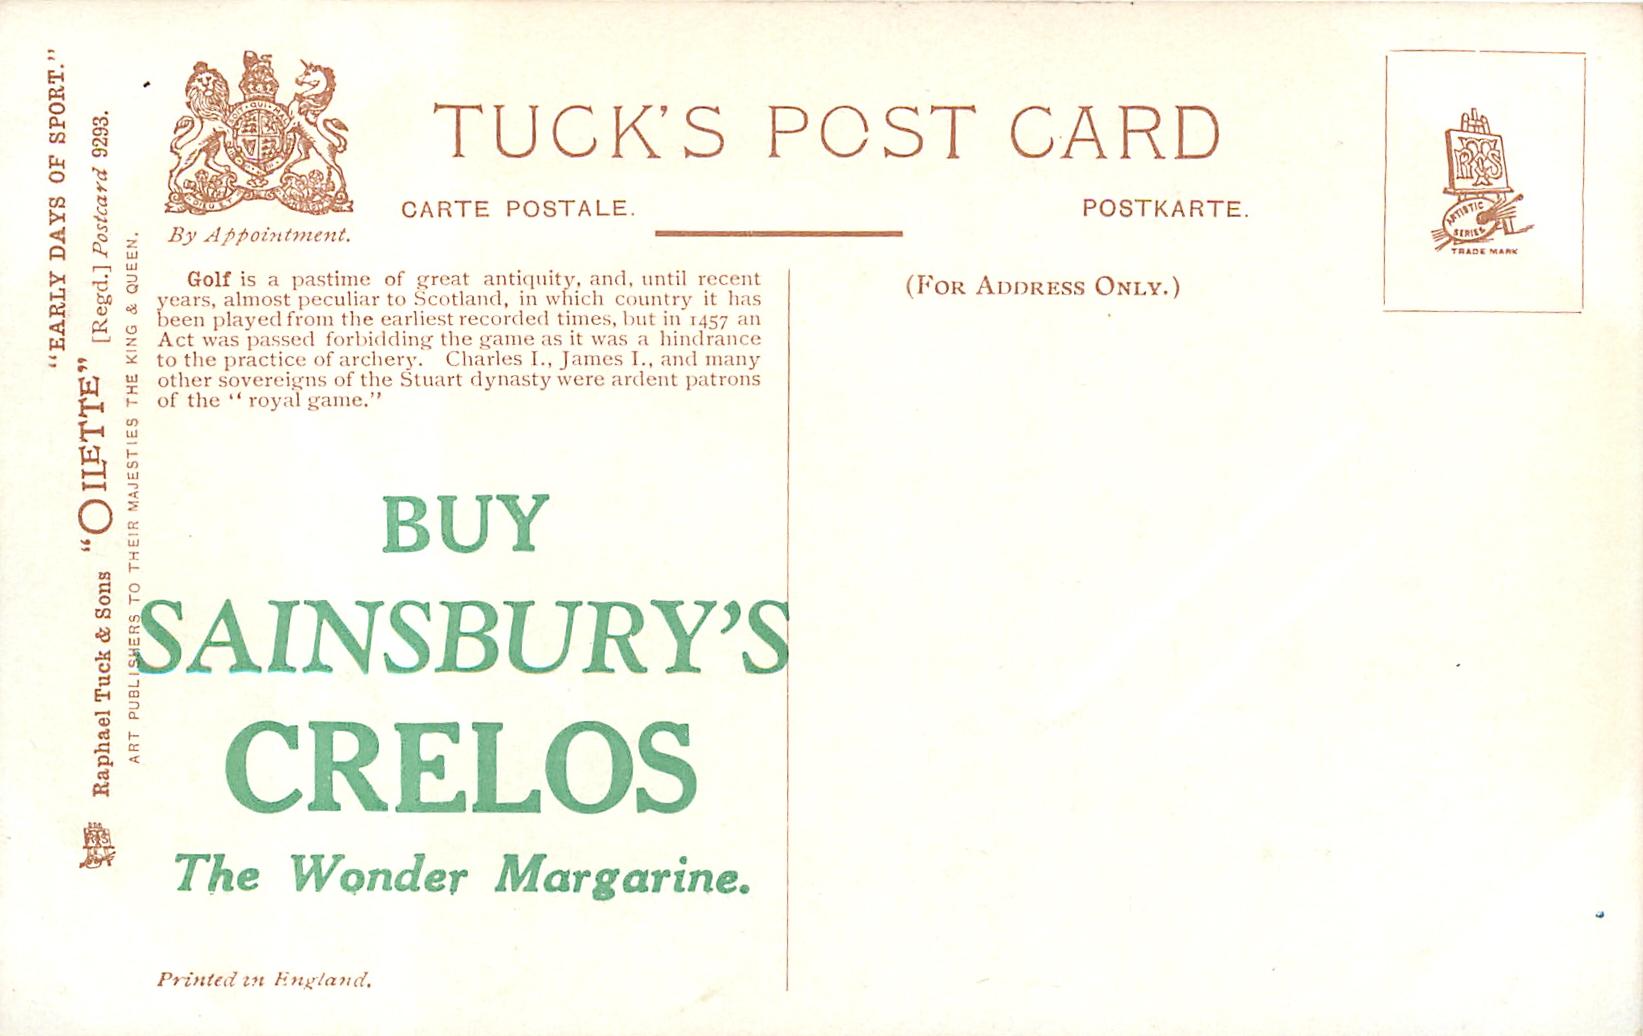 "EARLY DAYS OF SPORT."
Raphael Tuck & Sons "OILETTE" [Regd.] Postcard 9293.
ART PUBLISHERS TO THEIR MAJESTIES THE KING & QUEEN.
By Appointment.
TUCK'S POST CARD
CARTE POSTALE.
POSTKARTE.
RTS
ARTISTIC
SERIES
TRADE MARK
Golf is a pastime of great antiquity, and, until recent
years, almost peculiar to Scotland, in which country it has
been played from the earliest recorded times, but in 1457 an
Act was passed forbidding the game as it was a hindrance
to the practice of archery. Charles I., James I., and many
other sovereigns of the Stuart dynasty were ardent patrons
of the "royal game."
(FOR ADDRESS ONLY.)
BUY
SAINSBURY'S
CRELOS
The Wonder Margarine.
Printed in England.